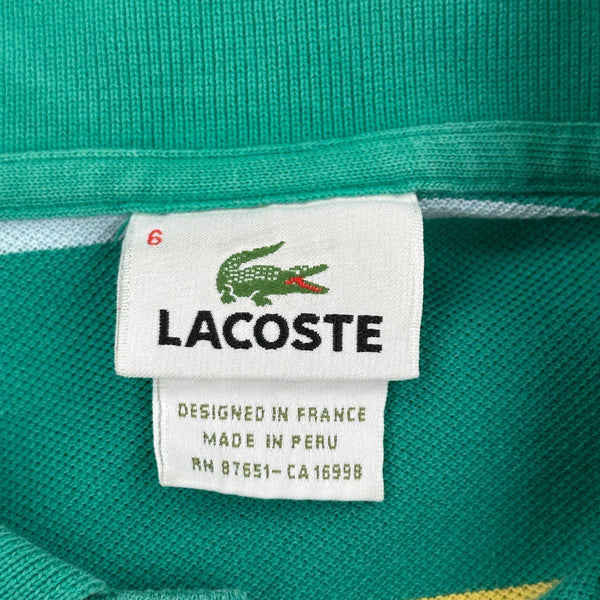 6
LACOSTE
DESIGNED IN FRANCE
MADE IN PERU
RN 87651-CA 16998